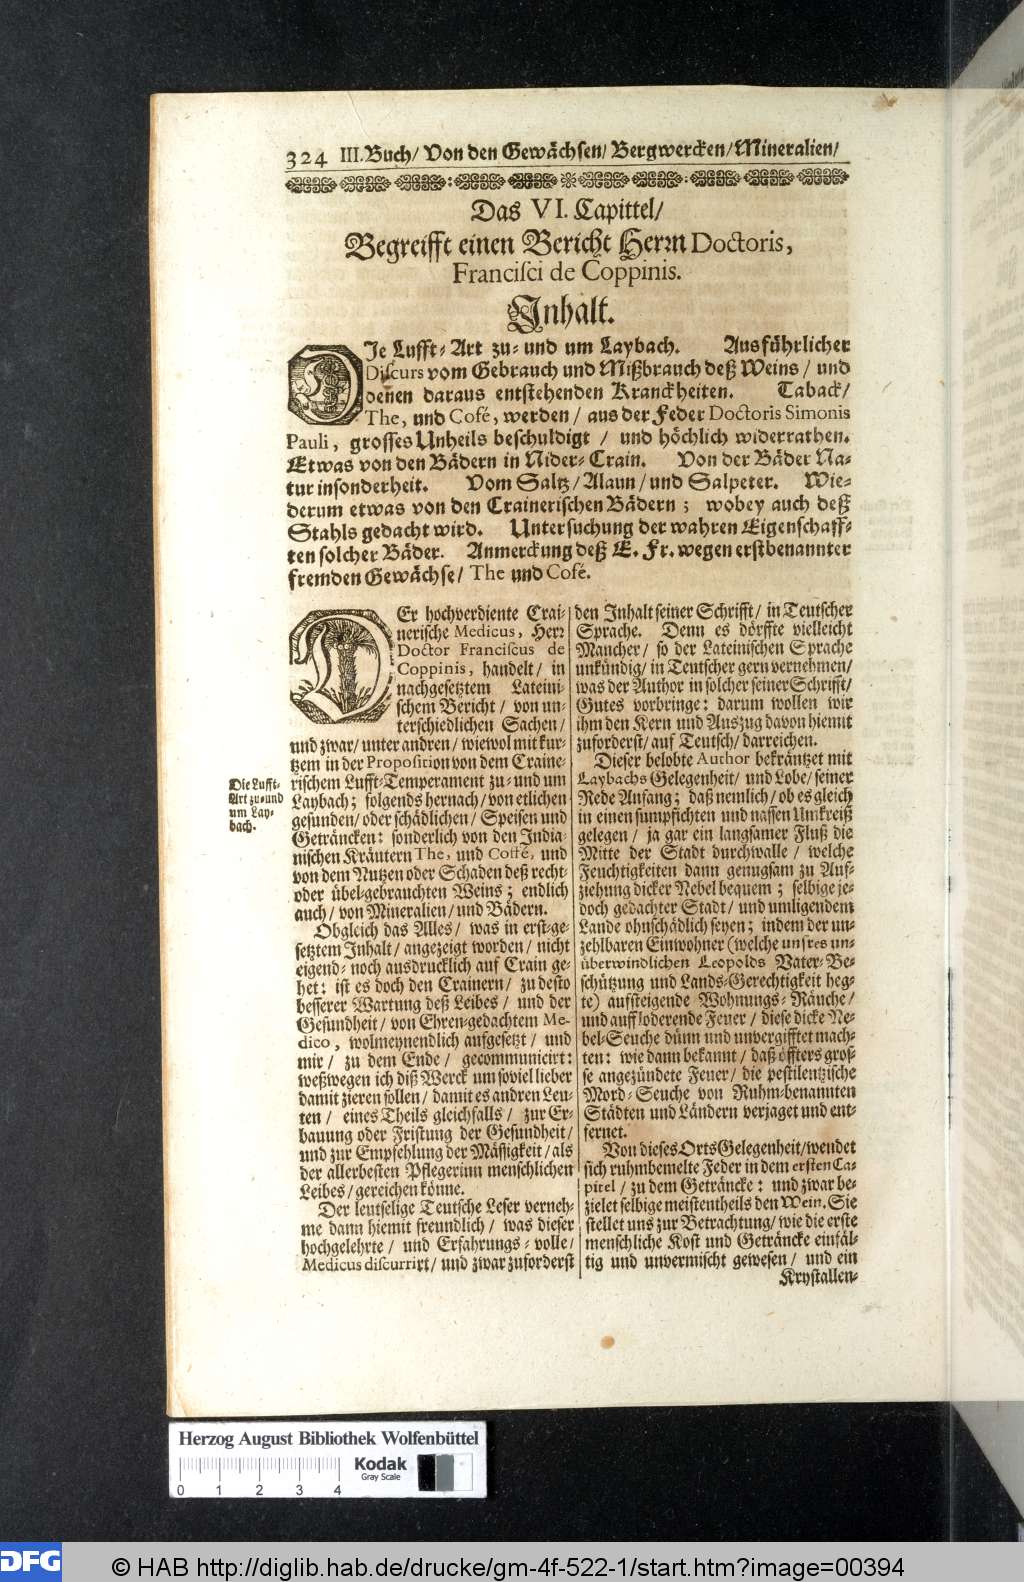 324 III. Buch/ Von den Gewächsen/ Bergwercken/ Mineralien/
Das VI. Capittel/
Begreifft einen Bericht Herrn Doctoris,
Francisci de Coppinis.
Inhalt.
DIe Lufft-Art zu- und um Laybach. Ausführlicher
Discurs vom Gebrauch und Mißbrauch deß Weins/ und
denen daraus entstehenden Kranckheiten. Taback/
The, und Cofé, werden/ aus der Feder Doctoris Simonis
Pauli, grosses Unheils beschuldigt / und höchlich widerrathen.
Etwas von den Bädern in Nider-Crain. Von der Bäder Na-
tur insonderheit. Vom Saltz/ Alaun/ und Salpeter. Wie-
derum etwas von den Crainerischen Bädern; wobey auch deß
Stahls gedacht wird. Untersuchung der wahren Eigenschaff-
ten solcher Bäder. Anmerckung deß E. Fr. wegen erstbenannter
fremden Gewächse/ The und Cofé.
DEr hochverdiente Crai-
nerische Medicus, Herr
Doctor Franciscus de
Coppinis, handelt/ in
nachgesetztem Lateini-
schem Bericht/ von un-
terschiedlichen Sachen/
und zwar/ unter andren/ wiewol mit kur-
tzem in der Proposition von dem Craine-
rischem Lufft-Temperament zu- und um
Laybach; folgends hernach/ von etlichen
gesunden/ oder schädlichen/ Speisen und
Geträncken: sonderlich von den India-
nischen Kräutern The, und Coffé, und
von dem Nutzen oder Schaden deß recht-
oder übel-gebrauchten Weins; endlich
auch/ von Mineralien/ und Bädern.
Die Lufft-
Art zu- und
um Lay-
bach.
Obgleich das Alles/ was in erst-ge-
setztem Inhalt/ angezeigt worden/ nicht
eigend- noch ausdrucklich auf Crain ge-
het: ist es doch den Crainern/ zu desto
besserer Wartung deß Leibes/ und der
Gesundheit/ von Ehren-gedachtem Me-
dico, wolmeynendlich aufgesetzt/ und
mir/ zu dem Ende/ gecommunicirt:
weßwegen ich diß Werck um soviel lieber
damit zieren sollen/ damit es andren Leu-
ten/ eines Theils gleichfalls/ zur Er-
bauung oder Fristung der Gesundheit/
und zur Empfehlung der Mässigkeit/ als
der allerbesten Pflegerinn menschlichen
Leibes/ gereichen könne.
Der leutselige Teutsche Leser verneh-
me dann hiemit freundlich/ was dieser
hochgelehrte/ und Erfahrungs-volle/
Medicus discurrirt/ und zwar zuforderst
den Inhalt seiner Schrifft/ in Teutscher
Sprache. Denn es dörffte vielleicht
Mancher/ so der Lateinischen Sprache
unkündig/ in Teutscher gern vernehmen/
was der Author in solcher seiner Schrifft/
Gutes vorbringe: darum wollen wir
ihm den Kern und Auszug davon hiemit
zuforderst/ auf Teutsch/ darreichen.
Dieser belobte Author bekräntzet mit
Laybachs Gelegenheit/ und Lobe/ seiner
Rede Anfang; daß nemlich/ ob es gleich
in einen sumpfichten und nassen Umkreiß
gelegen/ ja gar ein langsamer Fluß die
Mitte der Stadt durchwalle/ welche
Feuchtigkeiten dann genugsam zu Auf-
ziehung dicker Nebel bequem; selbige je-
doch gedachter Stadt/ und umligendem
Lande ohnschädlich seyen; indem der un-
zehlbaren Einwohner (welche unsres un-
überwindlichen Leopolds Vater-Be-
schützung und Lands-Gerechtigkeit heg-
te) aufsteigende Wohnungs-Räuche/
und aufflloderende Feuer/ diese dicke Ne-
bel-Seuche dünn und unvergifftet mach-
ten: wie dann bekannt/ daß öffters gros-
se angezündete Feuer/ die pestilentzische
Mord-Seuche von Ruhm-benannten
Städten und Ländern verjaget und ent-
fernet.
Von dieses Orts Gelegenheit/ wendet
sich ruhmbemelte Feder in dem ersten Ca-
pitel/ zu dem Geträncke: und zwar be-
zielet selbige meistentheils den Wein. Sie
stellet uns zur Betrachtung/ wie die erste
menschliche Kost und Geträncke einfäl-
tig und unvermischt gewesen/ und ein
Krystallen-
Herzog August Bibliothek Wolfenbüttel
Kodak
Gray Scale
0 1 2 3 4
DFG
© HAB http://diglib.hab.de/drucke/gm-4f-522-1/start.htm?image=00394